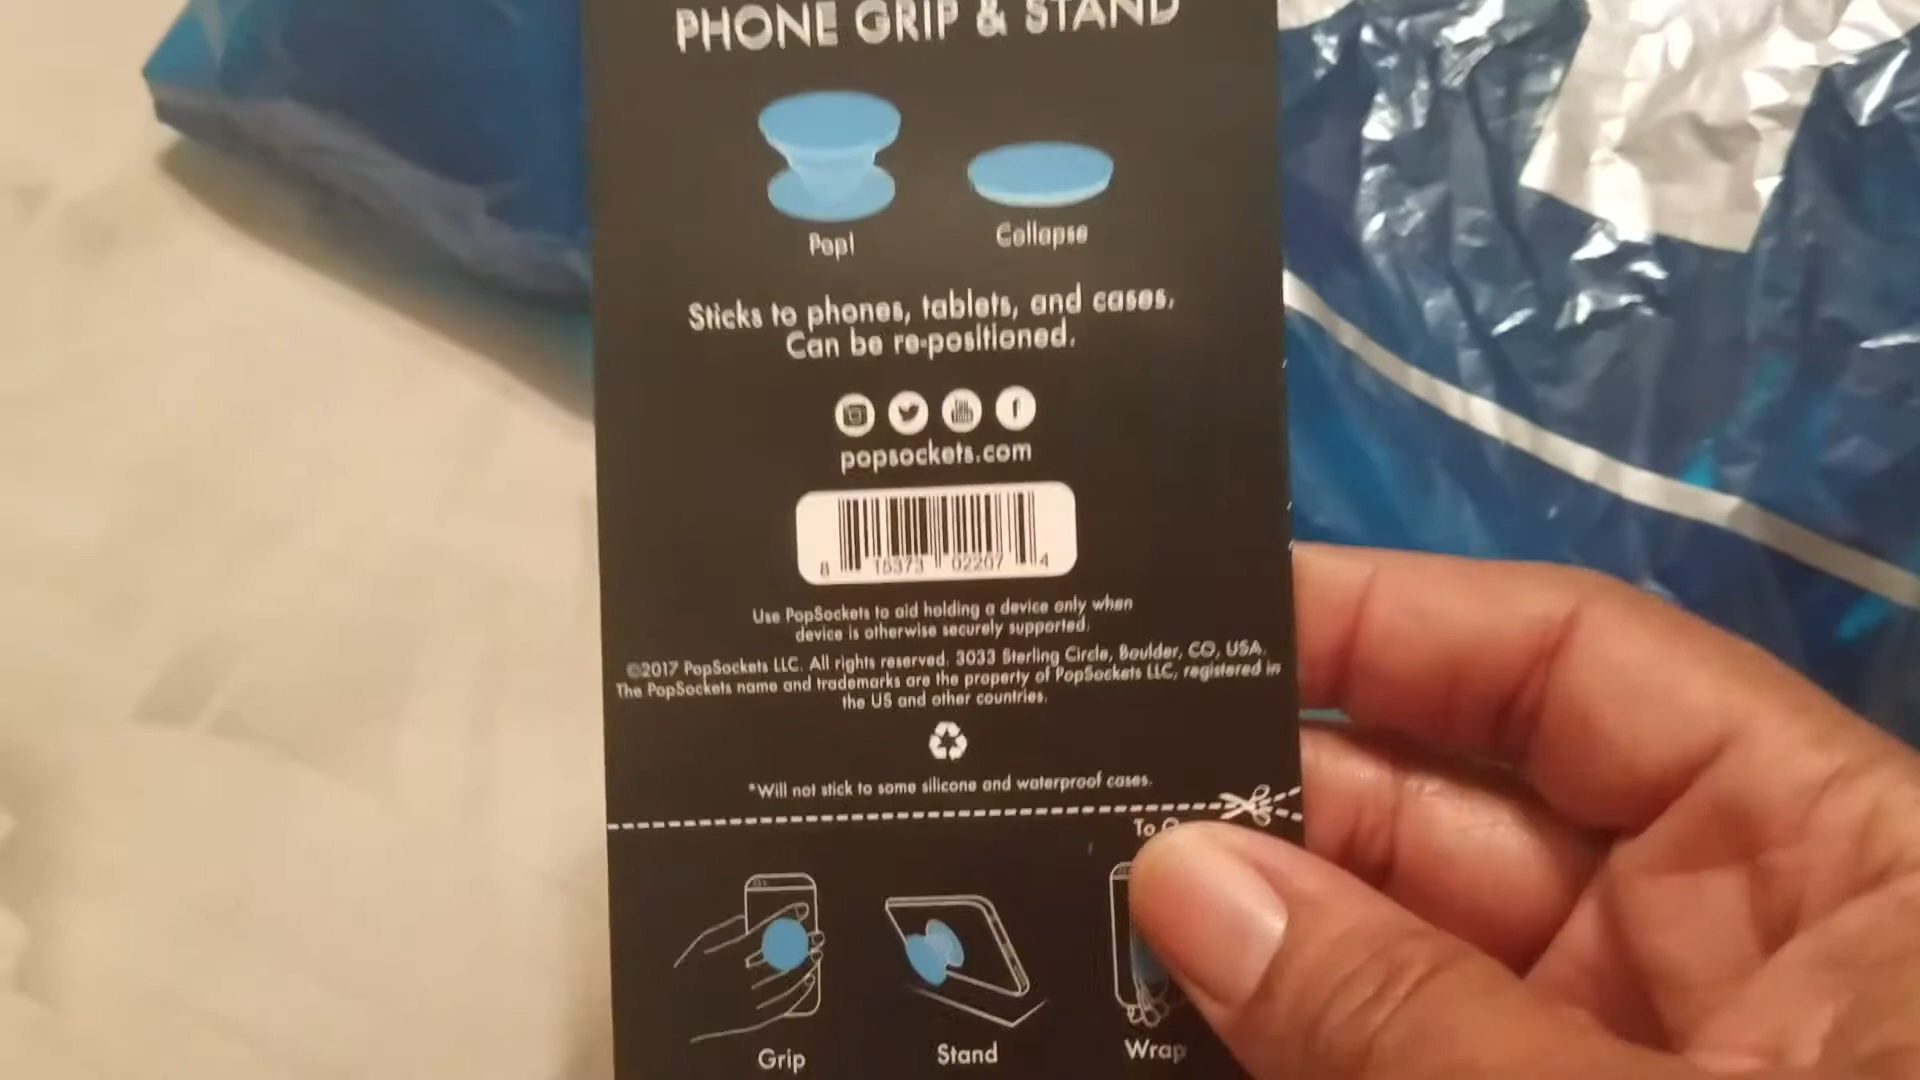 PHONE GRIP & STAND
Pop!
Collapse
Sticks to phones, tablets, and cases.
Can be re-positioned.
You
Tube
f
popsockets.com
8 15373 02207 4
Use PopSockets to aid holding a device only when
device is otherwise securely supported.
©2017 PopSockets LLC. All rights reserved. 3033 Sterling Circle, Boulder, CO, USA.
The PopSockets name and trademarks are the property of PopSockets LLC, registered in
the US and other countries.
*Will not stick to some silicone and waterproof cases.
To
Grip
Stand
Wrap